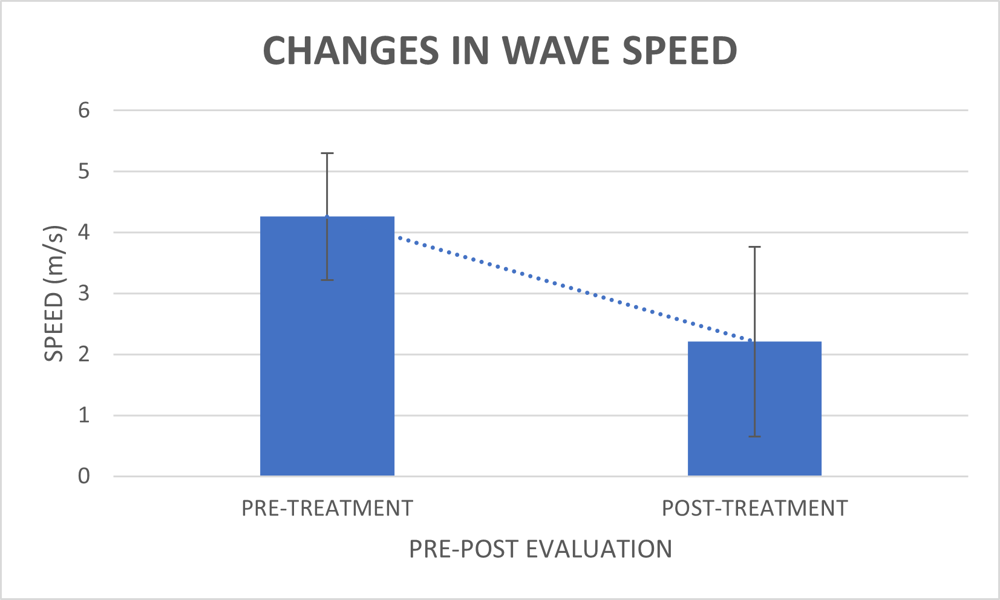 CHANGES IN WAVE SPEED
6
5
4
3
2
1
0
SPEED (m/s)
PRE-TREATMENT
POST-TREATMENT
PRE-POST EVALUATION